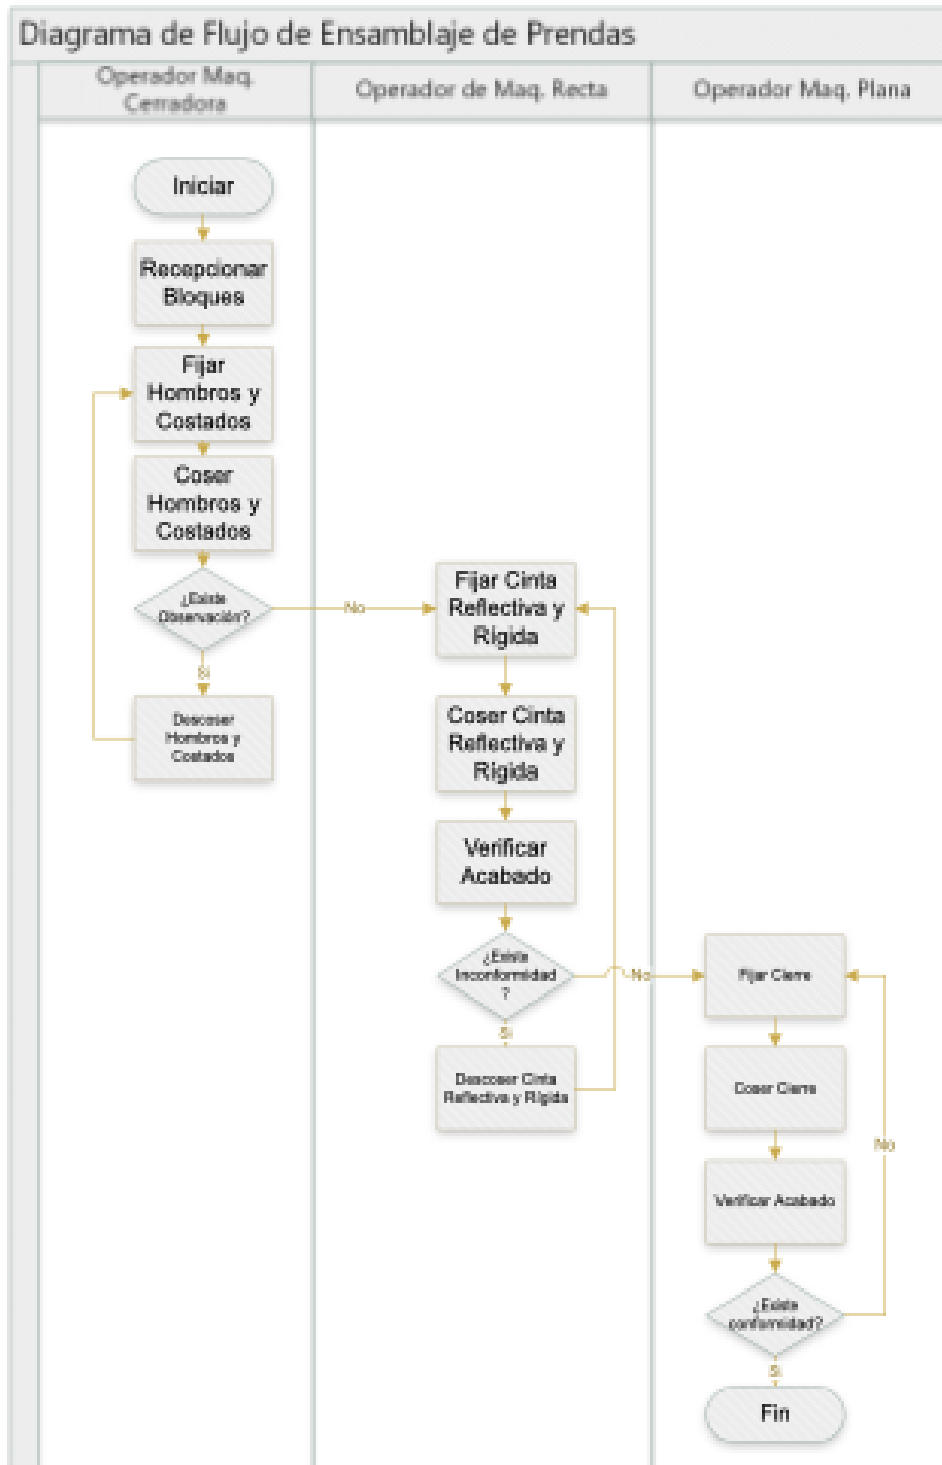 Diagrama de Flujo de Ensamblaje de Prendas
Operador Maq.
Cerradora
Operador de Maq. Recta
Operador Maq. Plana
Iniciar
Recepcionar
Bloques
Fijar
Hombros y
Costados
Coser
Hombros y
Costados
¿Existe
Observación?
No
Si
Descoser
Hombros y
Costados
Fijar Cinta
Reflectiva y
Rígida
Coser Cinta
Reflectiva y
Rígida
Verificar
Acabado
¿Existe
Inconformidad
?
No
Si
Descoser Cinta
Reflectiva y Rígida
Fijar Cierre
Coser Cierre
Verificar Acabado
¿Existe
conformidad?
No
Si
Fin